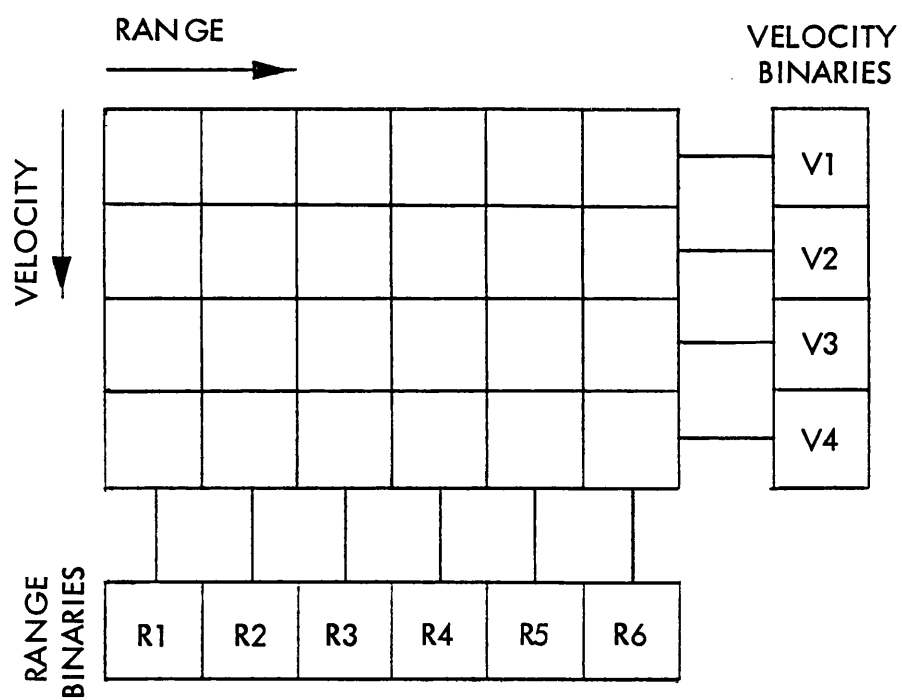 RANGE
VELOCITY
BINARIES
VELOCITY
V1
V2
V3
V4
RANGE
BINARIES
R1 R2 R3 R4 R5 R6